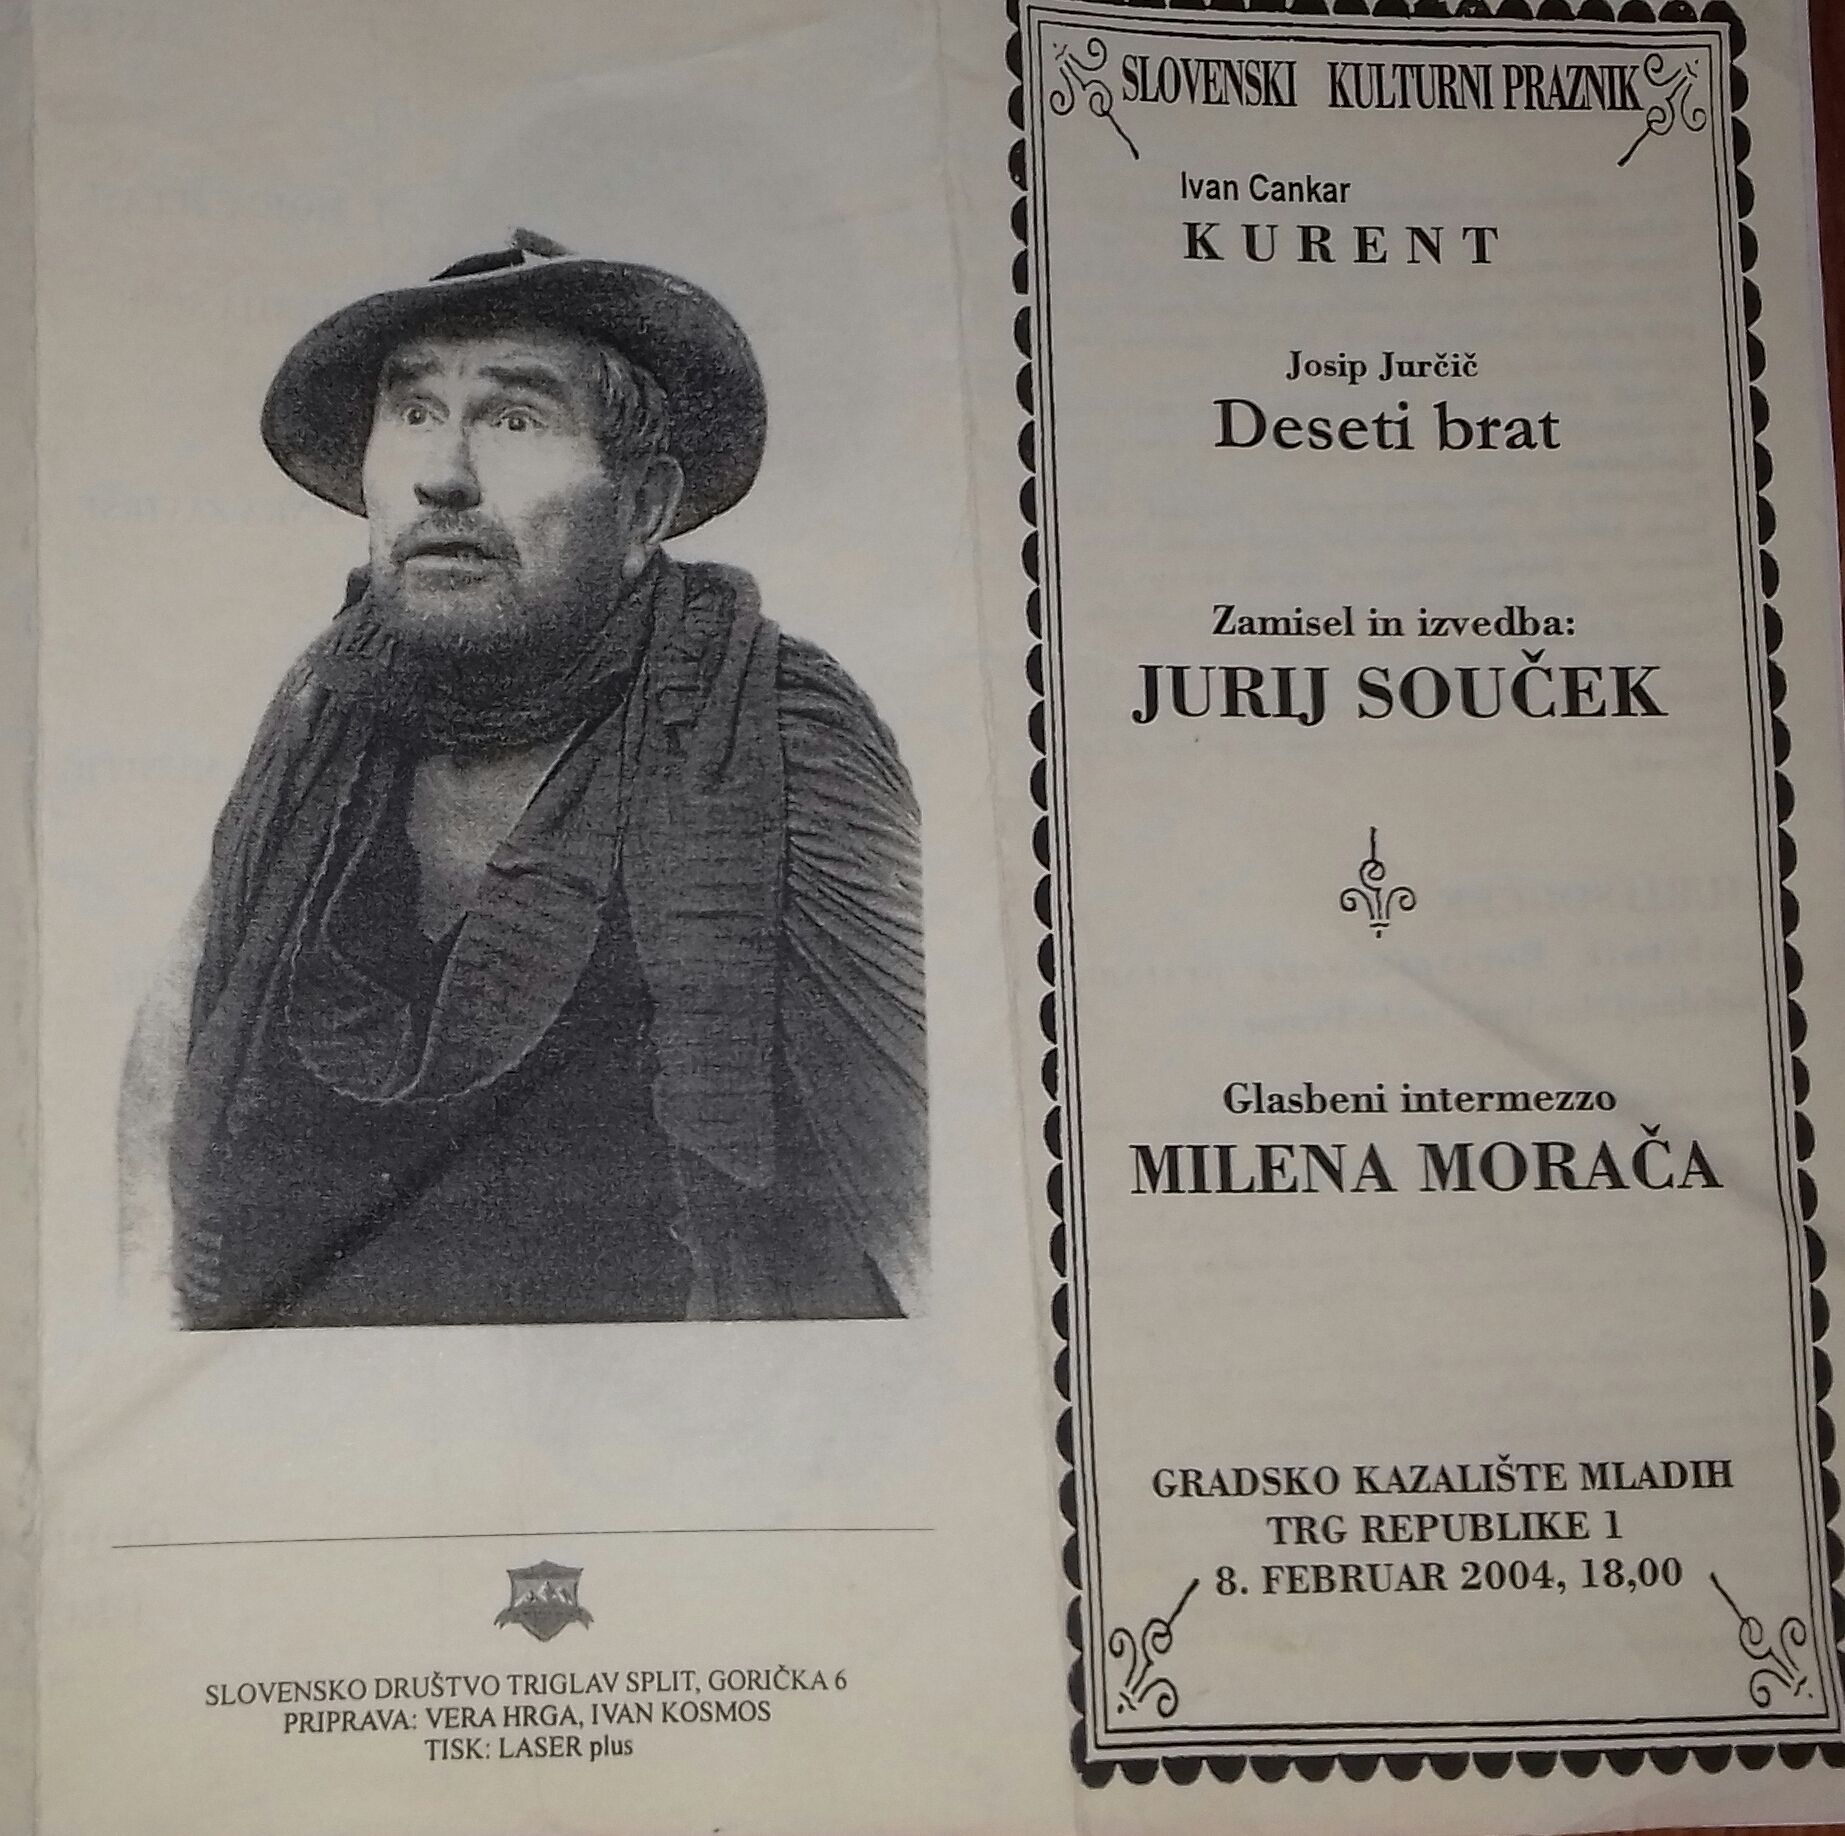 SLOVENSKO DRUŠTVO TRIGLAV SPLIT, GORIČKA 6
PRIPRAVA: VERA HRGA, IVAN KOSMOS
TISK: LASER plus
SLOVENSKI KULTURNI PRAZNIK
Ivan Cankar
KURENT
Josip Jurčič
Deseti brat
Zamisel in izvedba:
JURIJ SOUČEK
Glasbeni intermezzo
MILENA MORAČA
GRADSKO KAZALIŠTE MLADIH
TRG REPUBLIKE 1
8. FEBRUAR 2004, 18,00